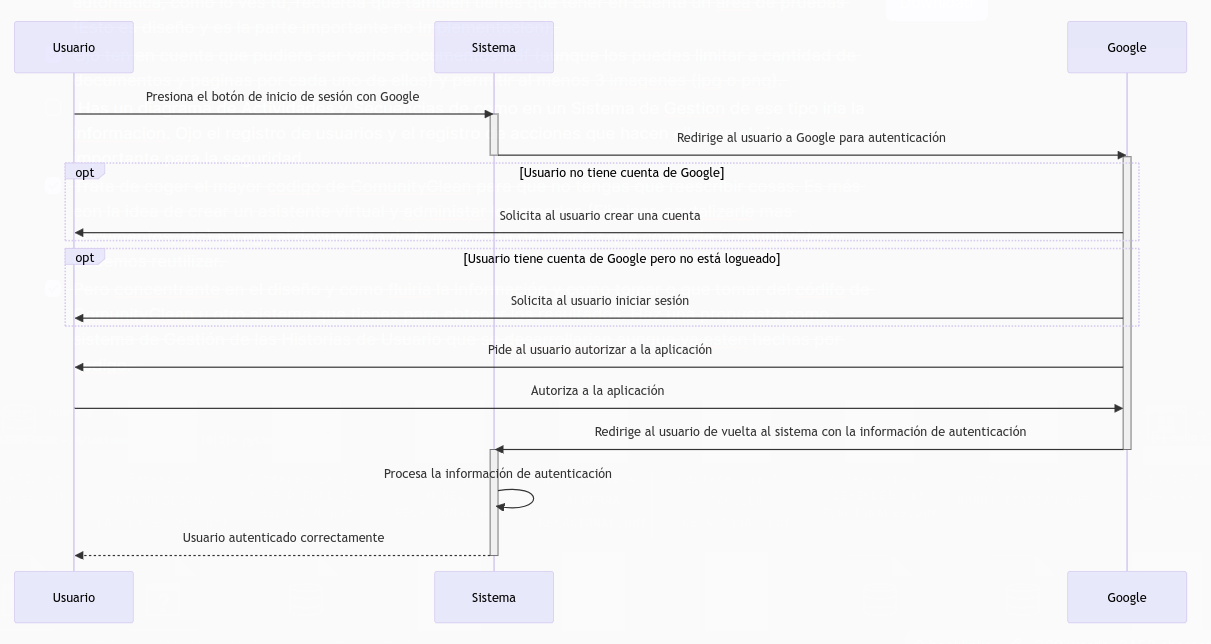 Usuario
Sistema
Google
Presiona el botón de inicio de sesión con Google
Redirige al usuario a Google para autenticación
opt
[Usuario no tiene cuenta de Google]
Solicita al usuario crear una cuenta
opt
[Usuario tiene cuenta de Google pero no está logueado]
Solicita al usuario iniciar sesión
Pide al usuario autorizar a la aplicación
Autoriza a la aplicación
Redirige al usuario de vuelta al sistema con la información de autenticación
Procesa la información de autenticación
Usuario autenticado correctamente
Usuario
Sistema
Google